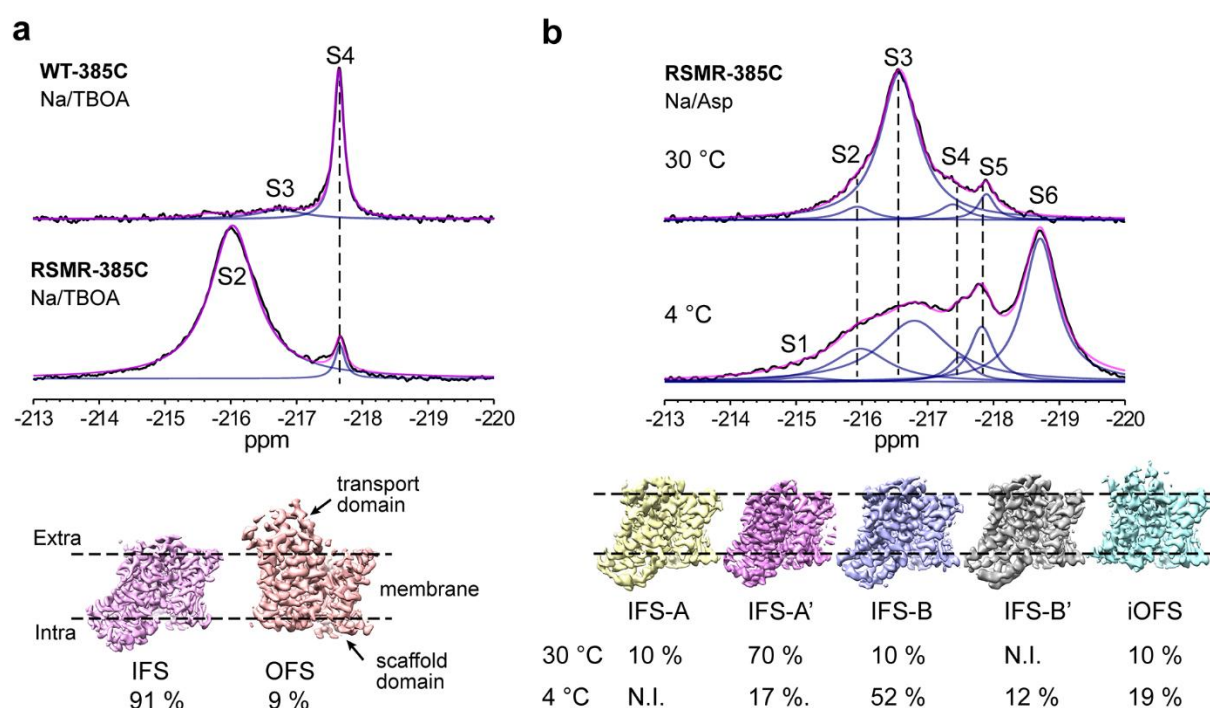 a
WT-385C
Na/TBOA
S4
S3
RSMR-385C
Na/TBOA
S2
-213 -214 -215 -216 -217 -218 -219 -220
ppm
transport
domain
Extra
membrane
Intra
scaffold
domain
IFS OFS
91 % 9 %
b
RSMR-385C
Na/Asp
30 °C
S3
S2
S4
S5
S6
4 °C
S1
-213 -214 -215 -216 -217 -218 -219 -220
ppm
IFS-A IFS-A' IFS-B IFS-B' iOFS
30 °C 10 % 70 % 10 % N.I. 10 %
4 °C N.I. 17 %. 52 % 12 % 19 %